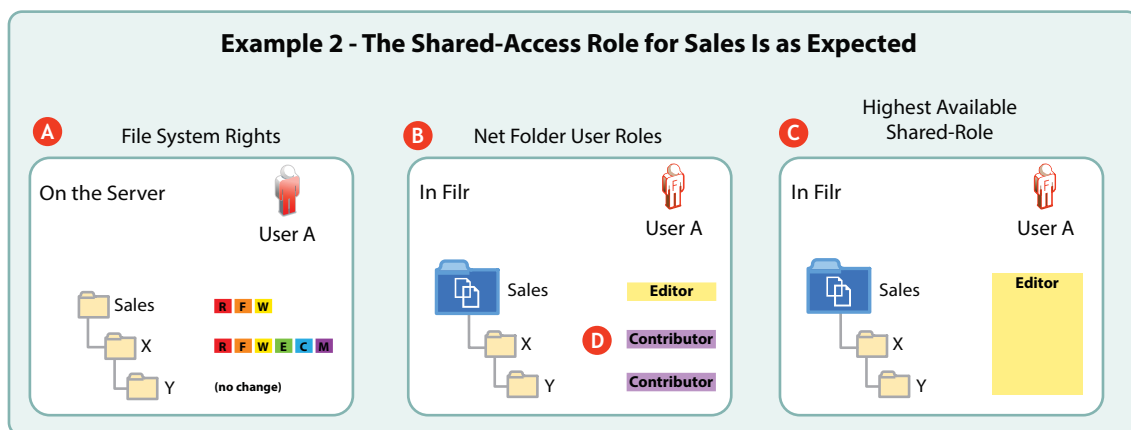 Example 2 - The Shared-Access Role for Sales Is as Expected
A
File System Rights
On the Server
User A
Sales
R F W
X
R F W E C M
Y
(no change)
B
Net Folder User Roles
In Filr
F
User A
Sales
Editor
X
D
Contributor
Y
Contributor
C
Highest Available
Shared-Role
In Filr
F
User A
Sales
Editor
X
Y